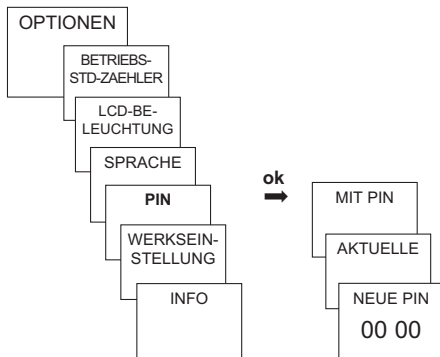 OPTIONEN
BETRIEBS-
STD-ZAEHLER
LCD-BE-
LEUCHTUNG
SPRACHE
PIN
WERKSEIN-
STELLUNG
INFO
ok
MIT PIN
AKTUELLE
NEUE PIN
00 00